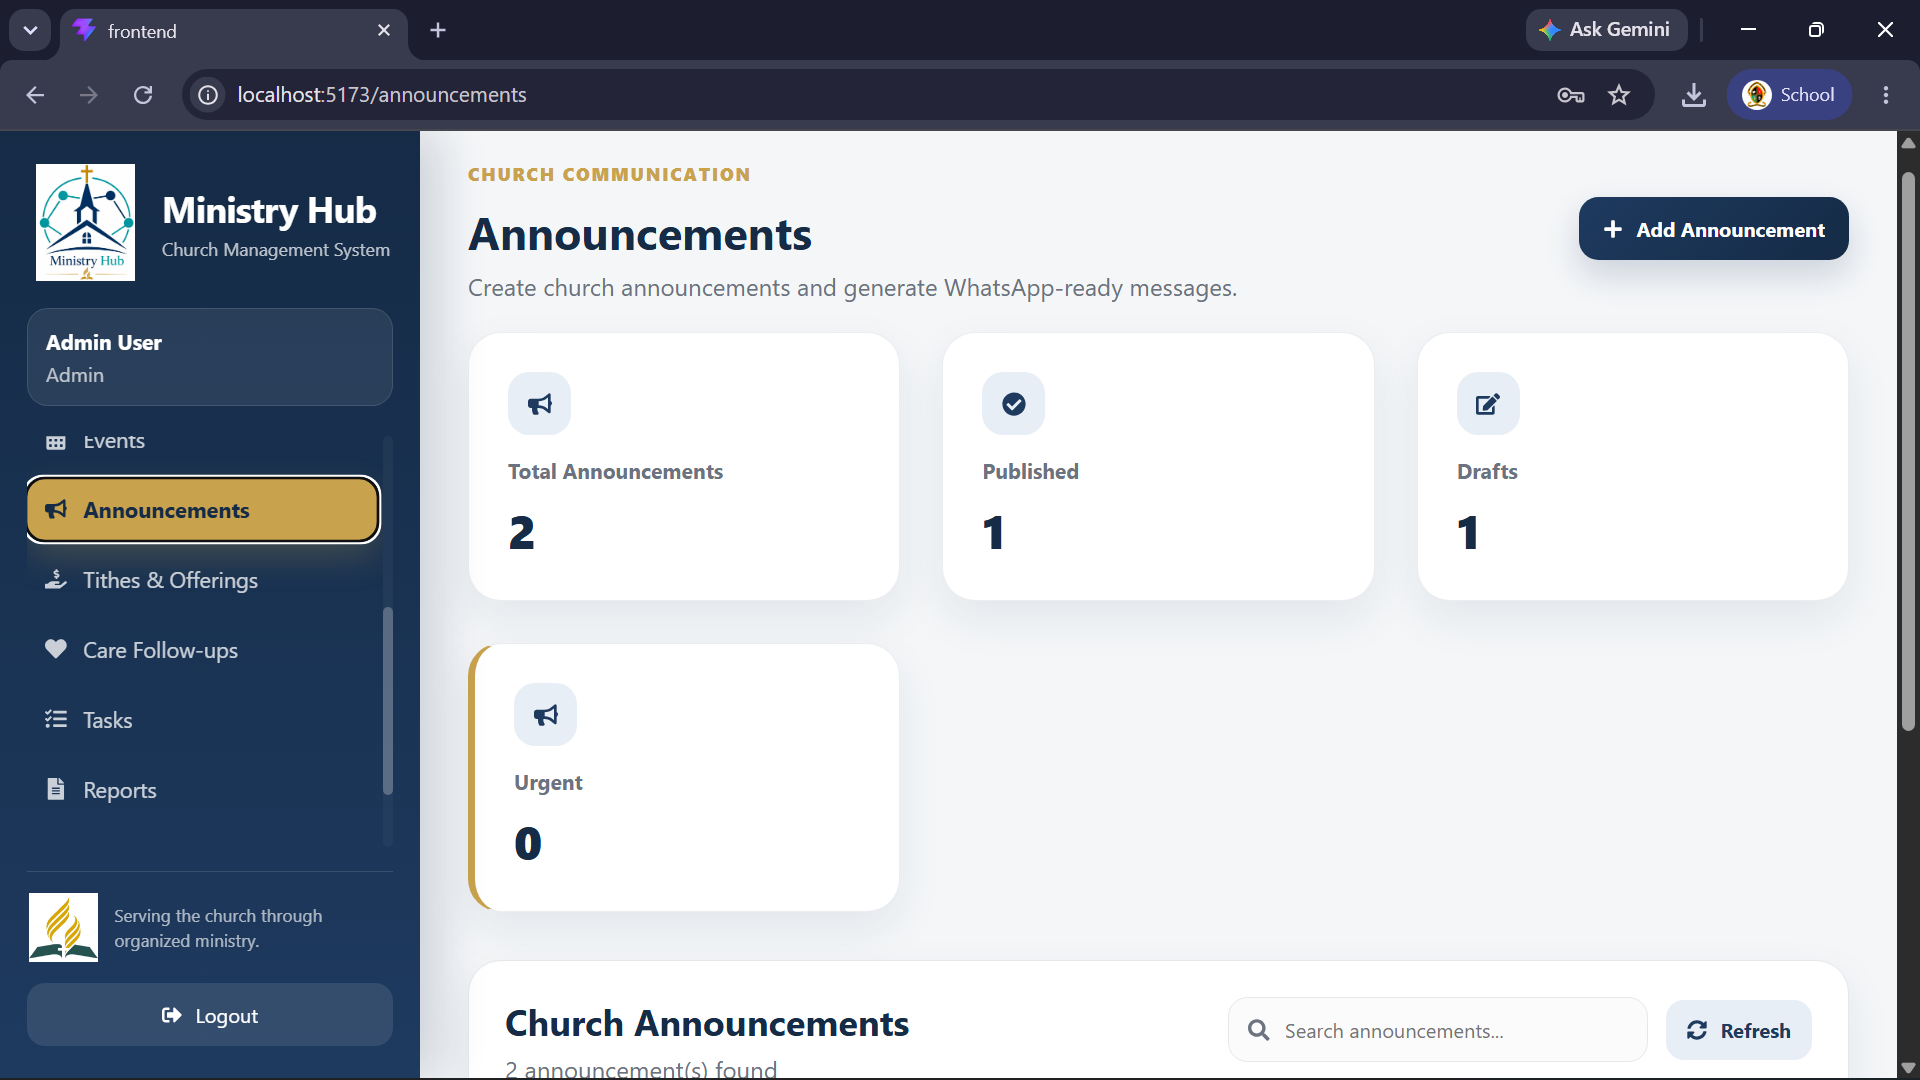 frontend
Ask Gemini
localhost:5173/announcements
School
Ministry Hub
Ministry Hub
Church Management System
Admin User
Admin
Events
Announcements
Tithes & Offerings
Care Follow-ups
Tasks
Reports
Serving the church through
organized ministry.
Logout
CHURCH COMMUNICATION
Announcements
Create church announcements and generate WhatsApp-ready messages.
+ Add Announcement
Total Announcements
2
Published
1
Drafts
1
Urgent
0
Church Announcements
2 announcement(s) found
Search announcements...
Refresh